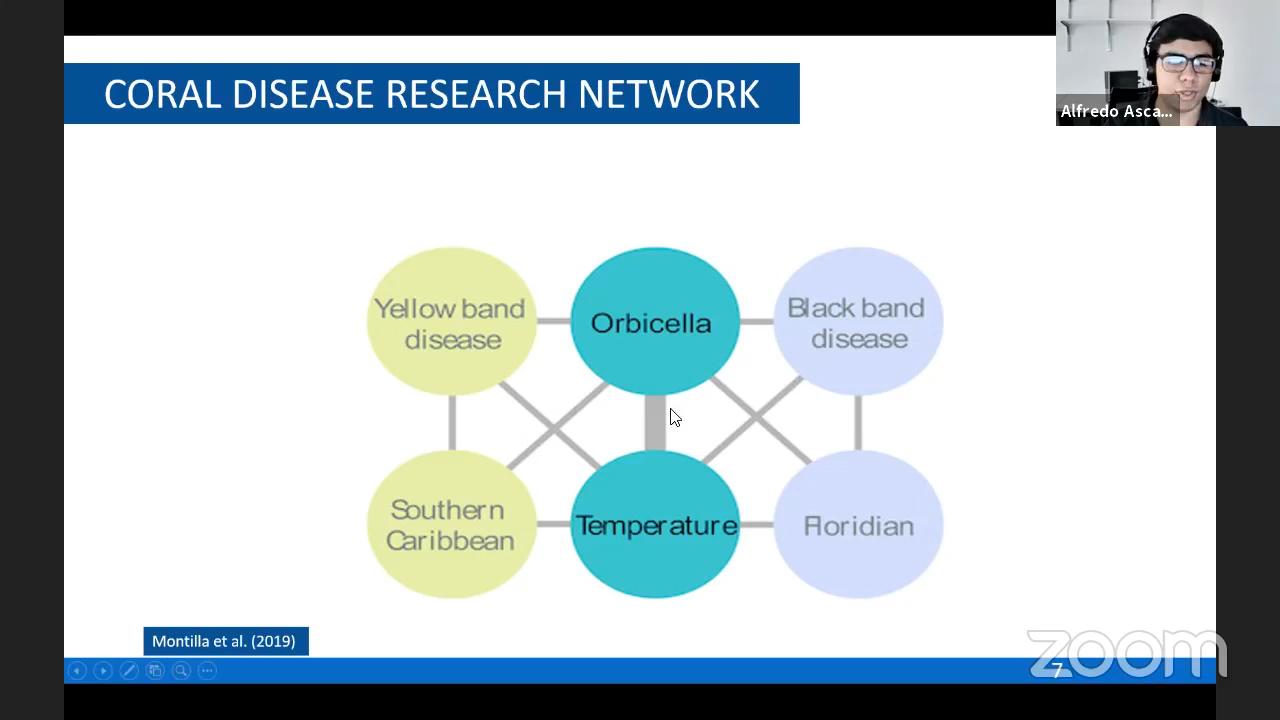 CORAL DISEASE RESEARCH NETWORK
Alfredo Asca...
Yellow band
disease
Orbicella
Black band
disease
Southern
Caribbean
Temperature
Floridian
Montilla et al. (2019)
zoom
7